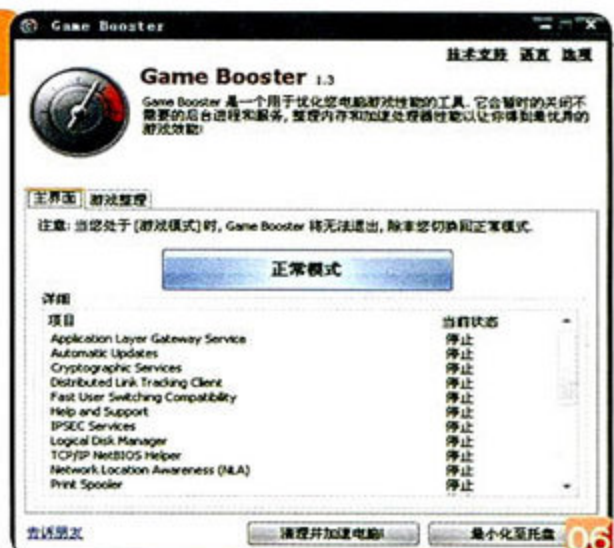 Game Booster
技术支持 语言 选项
Game Booster 1.3
Game Booster 是一个用于优化您电脑游戏性能的工具. 它会暂时的关闭不
需要的后台进程和服务, 整理内存和加速处理器性能以让你得到最优异的
游戏效能!
主界面 游戏整理
注意: 当您处于 [游戏模式] 时, Game Booster 将无法退出, 除非您切换回正常模式.
正常模式
详细
项目 当前状态
Application Layer Gateway Service 停止
Automatic Updates 停止
Cryptographic Services 停止
Distributed Link Tracking Client 停止
Fast User Switching Compatibility 停止
Help and Support 停止
IPSEC Services 停止
Logical Disk Manager 停止
TCP/IP NetBIOS Helper 停止
Network Location Awareness (NLA) 停止
Print Spooler 停止
告诉朋友 清理并加速电脑! 最小化至托盘 06